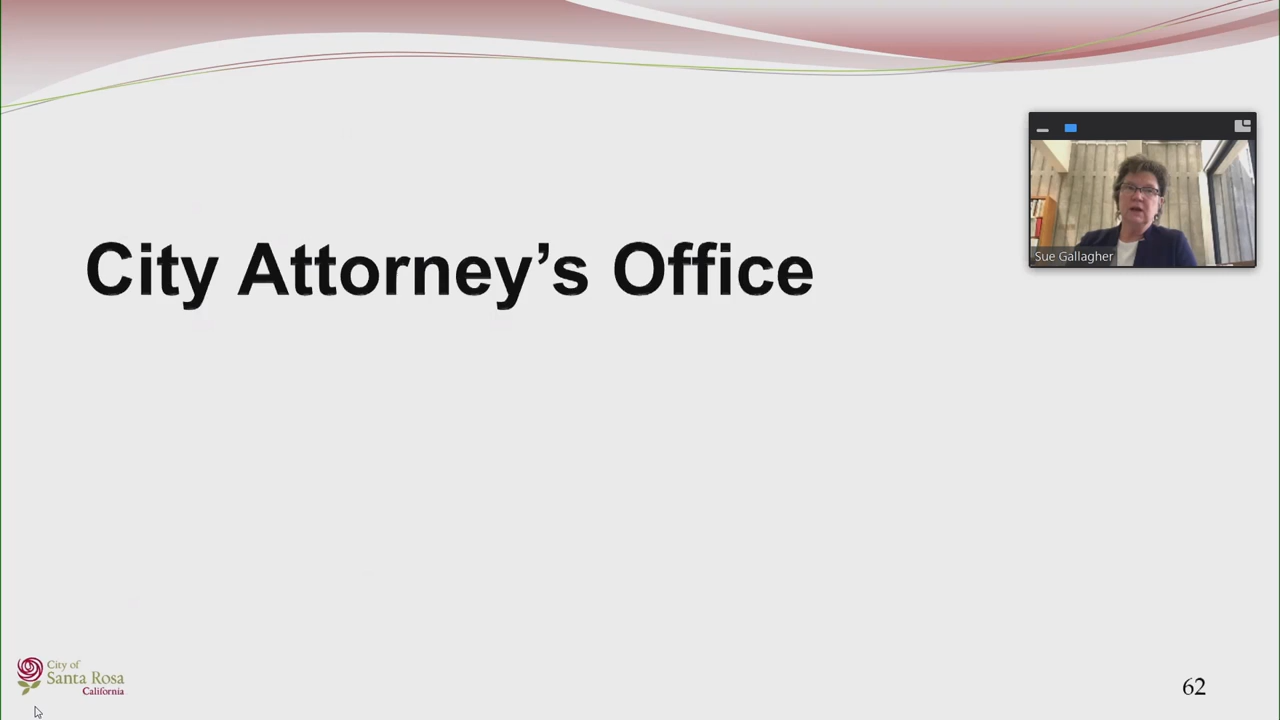 City Attorney’s Office
Sue Gallagher
City of
Santa Rosa
California
62